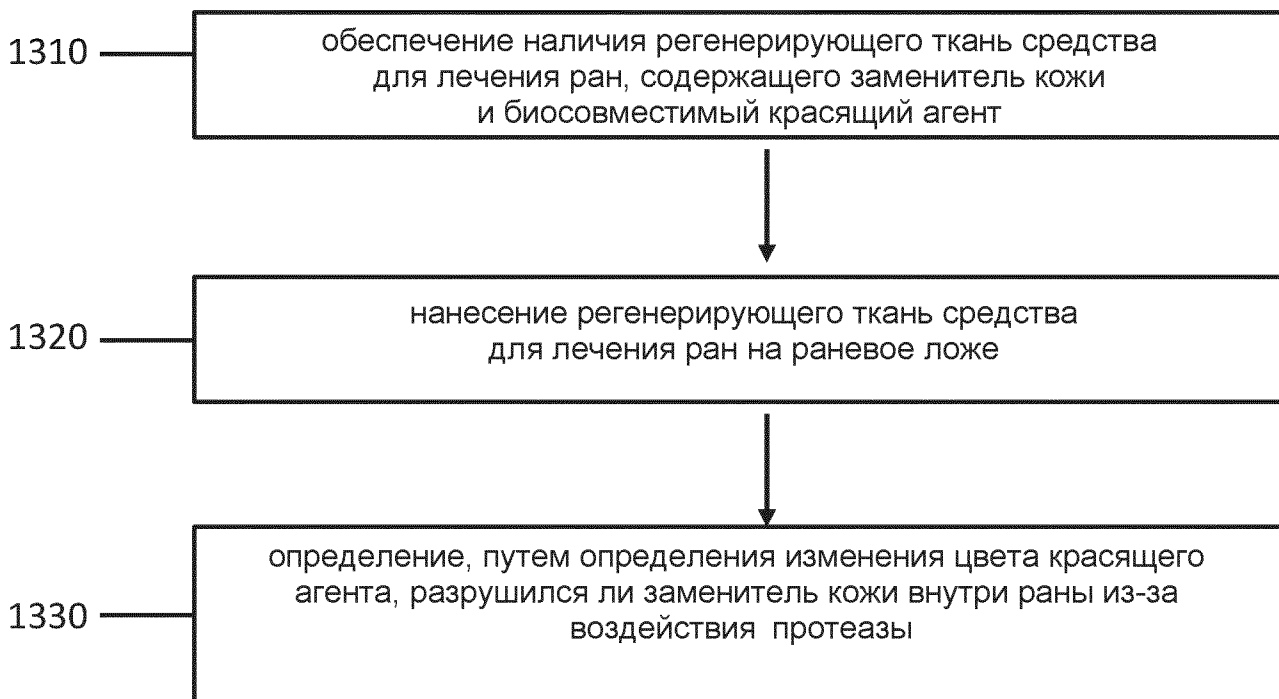 1310
обеспечение наличия регенерирующего ткань средства
для лечения ран, содержащего заменитель кожи
и биосовместимый красящий агент
1320
нанесение регенерирующего ткань средства
для лечения ран на раневое ложе
1330
определение, путем определения изменения цвета красящего
агента, разрушился ли заменитель кожи внутри раны из-за
воздействия протеазы